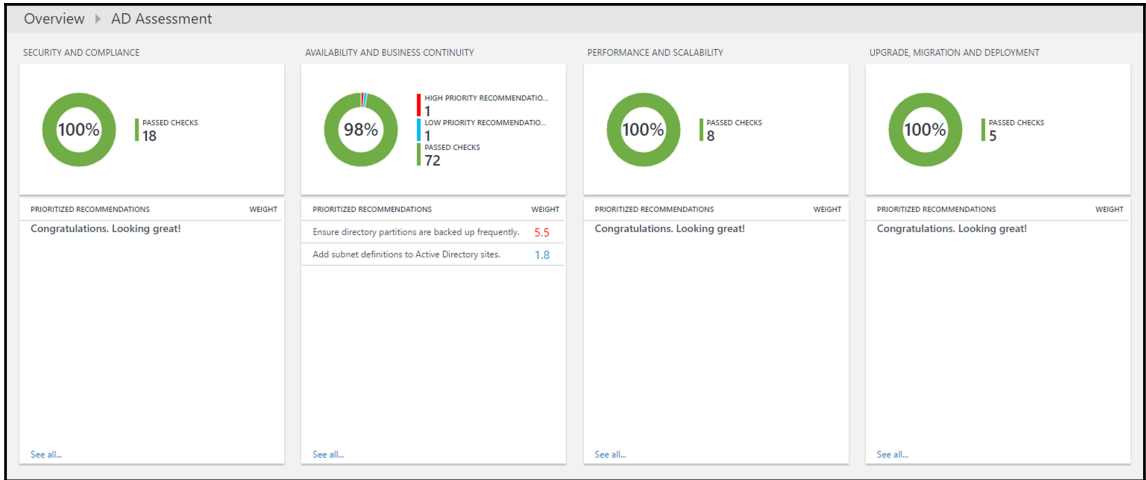 Overview ▸ AD Assessment
SECURITY AND COMPLIANCE
100%
PASSED CHECKS
18
PRIORITIZED RECOMMENDATIONS WEIGHT
Congratulations. Looking great!
See all...
AVAILABILITY AND BUSINESS CONTINUITY
98%
HIGH PRIORITY RECOMMENDATIO...
1
LOW PRIORITY RECOMMENDATIO...
1
PASSED CHECKS
72
PRIORITIZED RECOMMENDATIONS WEIGHT
Ensure directory partitions are backed up frequently. 5.5
Add subnet definitions to Active Directory sites. 1.8
See all...
PERFORMANCE AND SCALABILITY
100%
PASSED CHECKS
8
PRIORITIZED RECOMMENDATIONS WEIGHT
Congratulations. Looking great!
See all...
UPGRADE, MIGRATION AND DEPLOYMENT
100%
PASSED CHECKS
5
PRIORITIZED RECOMMENDATIONS WEIGHT
Congratulations. Looking great!
See all...